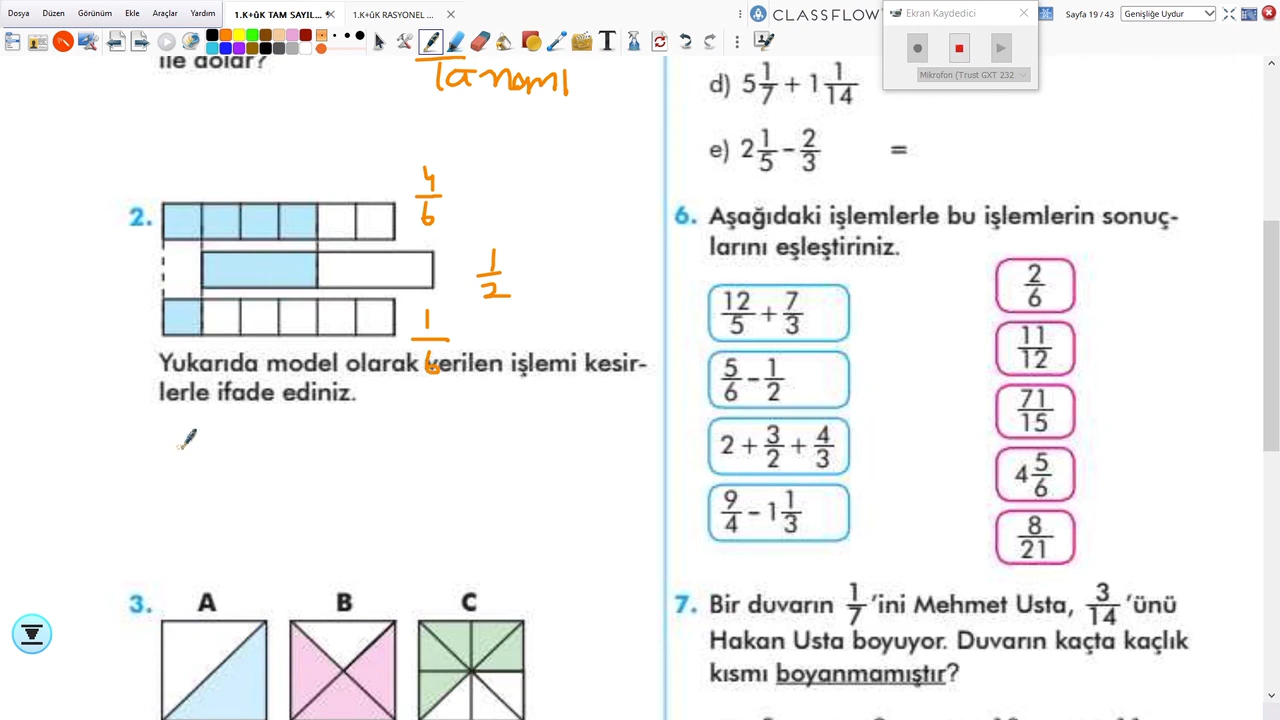 Dosya Düzen Görünüm Ekle Araçlar Yardım
1.K+ûK TAM SAYIL...*
1.K+ûK RASYONEL ...
CLASSFLOW
Ekran Kaydedici
Mikrofon (Trust GXT 232
Sayfa 19 / 43
Genişliğe Uydur
ile dolar?
Tanomı
2.
4/6
1/2
1/6
Yukarıda model olarak verilen işlemi kesir-
lerle ifade ediniz.
3. A B C
d) 5 1/7 + 1 1/14
e) 2 1/5 - 2/3 =
6. Aşağıdaki işlemlerle bu işlemlerin sonuç-
larını eşleştiriniz.
12/5 + 7/3
5/6 - 1/2
2 + 3/2 + 4/3
9/4 - 1 1/3
2/6
11/12
71/15
4 5/6
8/21
7. Bir duvarın 1/7 'ini Mehmet Usta, 3/14 'ünü
Hakan Usta boyuyor. Duvarın kaçta kaçlık
kısmı boyanmamıştır?